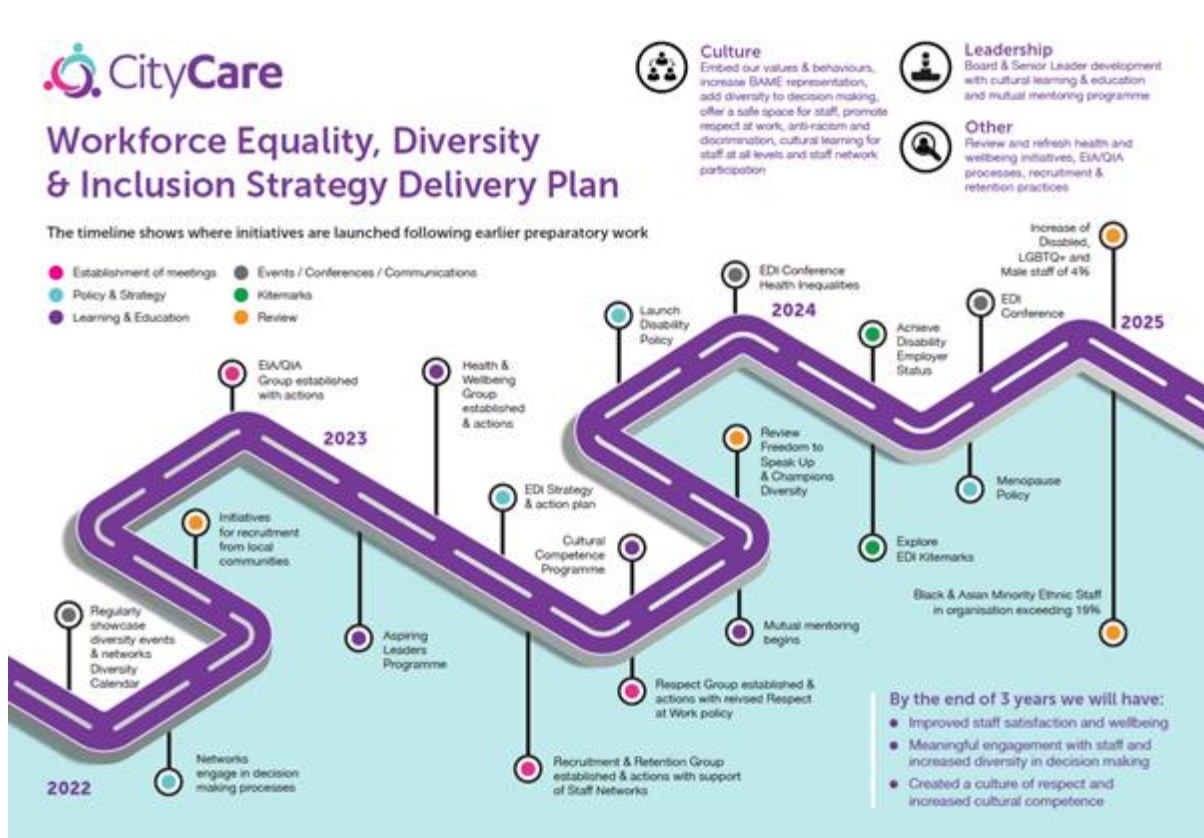 CityCare
Workforce Equality, Diversity
& Inclusion Strategy Delivery Plan
The timeline shows where initiatives are launched following earlier preparatory work
Establishment of meetings
Events / Conferences / Communications
Policy & Strategy
Kitemarks
Learning & Education
Review
Culture
Embed our values & behaviours,
increase BAME representation,
add diversity to decision making,
offer a safe space for staff, promote
respect at work, anti-racism and
discrimination, cultural learning for
staff at all levels and staff network
participation
Leadership
Board & Senior Leader development
with cultural learning & education
and mutual mentoring programme
Other
Review and refresh health and
wellbeing initiatives, EIA/QIA
processes, recruitment &
retention practices
2022
Regularly
showcase
diversity events
& networks
Diversity
Calendar
Networks
engage in decision
making processes
Initiatives
for recruitment
from local
communities
EIA/QIA
Group established
with actions
2023
Aspiring
Leaders
Programme
Health &
Wellbeing
Group
established
& actions
EDI Strategy
& action plan
Recruitment & Retention Group
established & actions with support
of Staff Networks
Cultural
Competence
Programme
Respect Group established &
actions with reivsed Respect
at Work policy
Mutual mentoring
begins
Review
Freedom to
Speak Up
& Champions
Diversity
Launch
Disability
Policy
EDI Conference
Health Inequalities
2024
Achieve
Disability
Employer
Status
Explore
EDI Kitemarks
Menopause
Policy
EDI
Conference
Increase of
Disabled,
LGBTQ+ and
Male staff of 4%
2025
Black & Asian Minority Ethnic Staff
in organisation exceeding 19%
By the end of 3 years we will have:
Improved staff satisfaction and wellbeing
Meaningful engagement with staff and
increased diversity in decision making
Created a culture of respect and
increased cultural competence